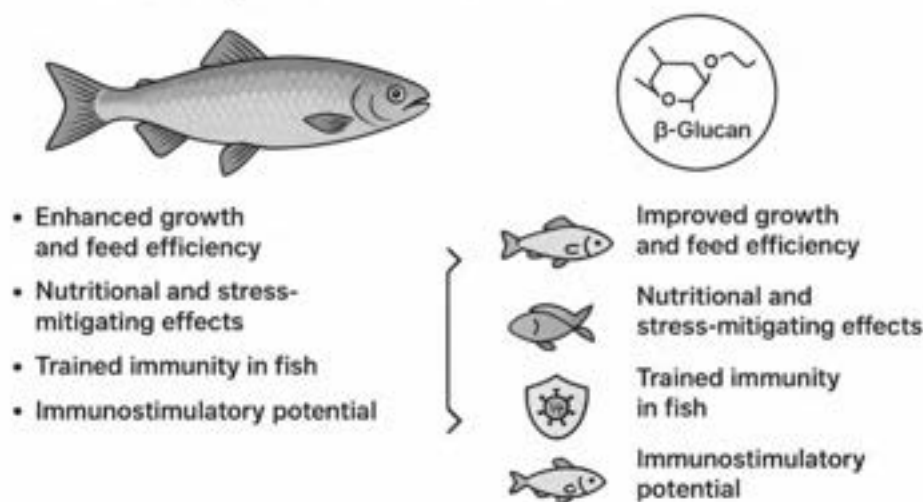 β-Glucan
• Enhanced growth
and feed efficiency
• Nutritional and stress-
mitigating effects
• Trained immunity in fish
• Immunostimulatory potential
Improved growth
and feed efficiency
Nutritional and
stress-mitigating effects
Trained immunity
in fish
Immunostimulatory
potential